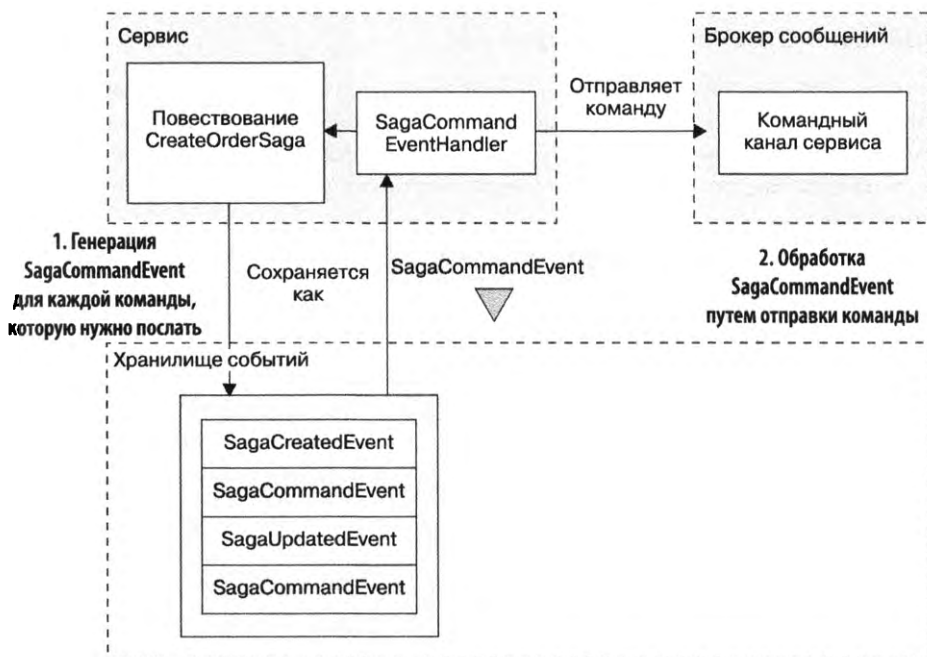 Сервис
Брокер сообщений
Повествование
CreateOrderSaga
SagaCommand
EventHandler
Отправляет
команду
Командный
канал сервиса
1. Генерация
SagaCommandEvent
для каждой команды,
которую нужно послать
Сохраняется
как
SagaCommandEvent
2. Обработка
SagaCommandEvent
путем отправки команды
Хранилище событий
SagaCreatedEvent
SagaCommandEvent
SagaUpdatedEvent
SagaCommandEvent